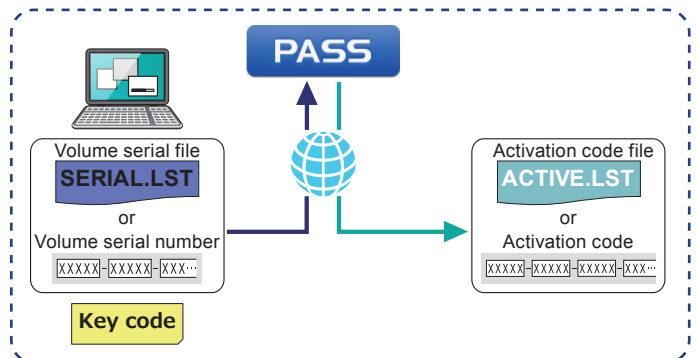 PASS
Volume serial file
SERIAL.LST
or
Volume serial number
XXXXX-XXXXX-XXX...
Key code
Activation code file
ACTIVE.LST
or
Activation code
XXXXX-XXXXX-XXXXX-XXX...